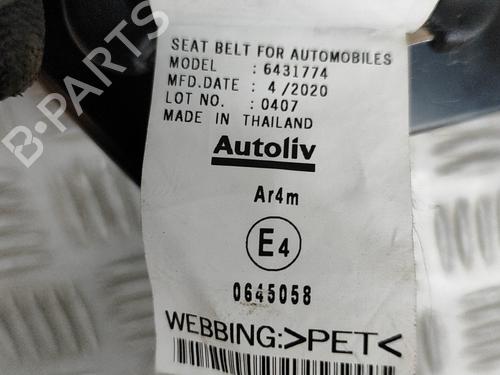 SEAT BELT FOR AUTOMOBILES
MODEL : 6431774
MFD.DATE : 4/2020
LOT NO. : 0407
MADE IN THAILAND
Autoliv
Ar4m
E4
0645058
WEBBING:>PET<